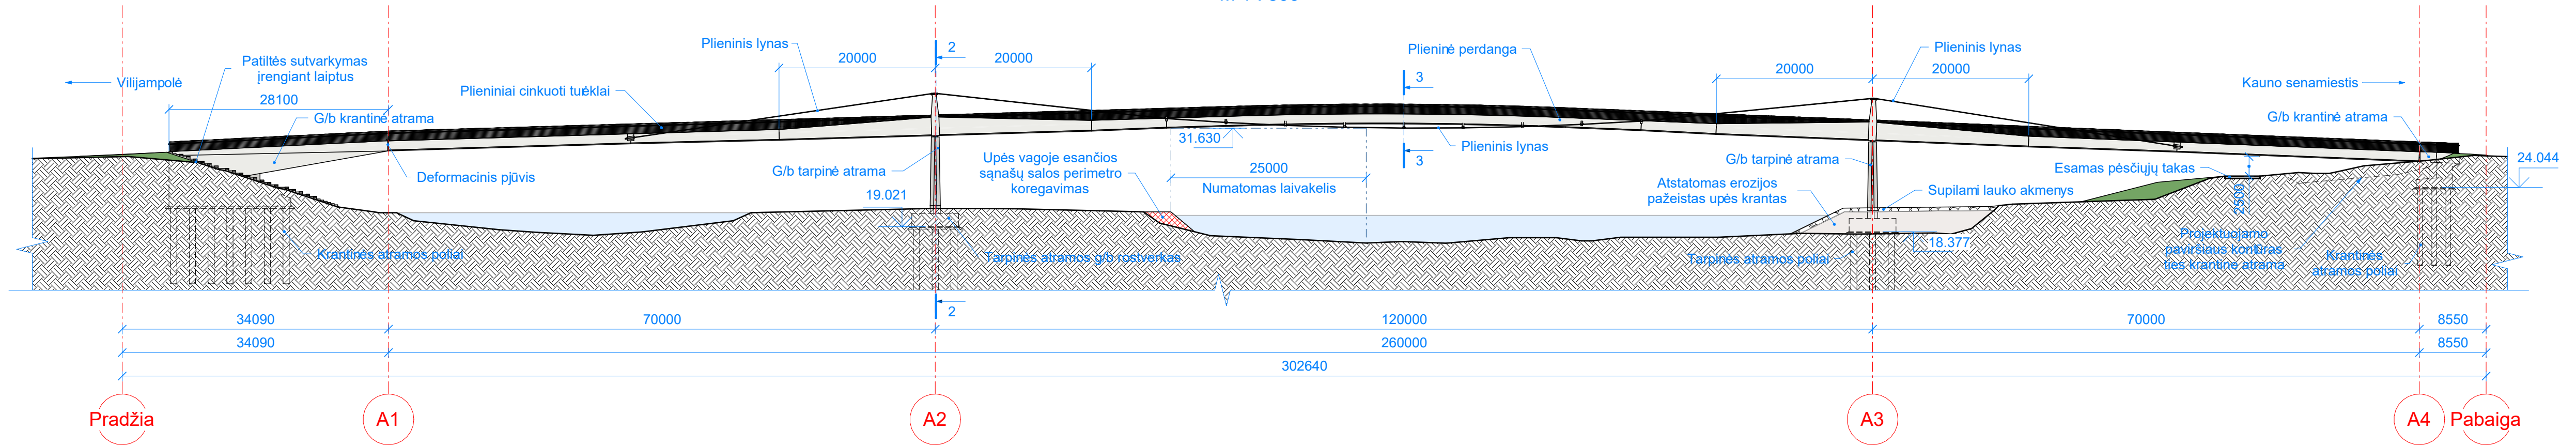 Plieninis lynas
2
20000
20000
Plieninė perdanga
Plieninis lynas
3
20000
20000
Patiltės sutvarkymas
įrengiant laiptus
Vilijampolė
Kauno senamiestis
28100
Plieniniai cinkuoti turėklai
G/b krantinė atrama
G/b krantinė atrama
31.630
Plieninis lynas
3
Upės vagoje esančios
sąnašų salos perimetro
koregavimas
25000
Numatomas laivakelis
G/b tarpinė atrama
G/b tarpinė atrama
Esamas pėsčiųjų takas
24.044
Deformacinis pjūvis
19.021
Atstatomas erozijos
pažeistas upės krantas
Supilami lauko akmenys
2500
18.377
Krantinės atramos poliai
Tarpinės atramos g/b rostverkas
Tarpinės atramos poliai
Projektuojamo
paviršiaus kontūras
ties krantine atrama
Krantinės
atramos poliai
2
34090
70000
120000
70000
8550
34090
260000
8550
302640
Pradžia
A1
A2
A3
A4
Pabaiga